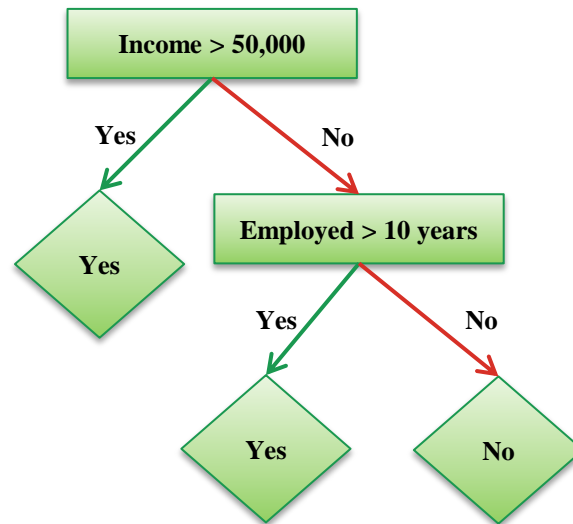 Income > 50,000
Yes
No
Yes
Employed > 10 years
Yes
No
Yes
No